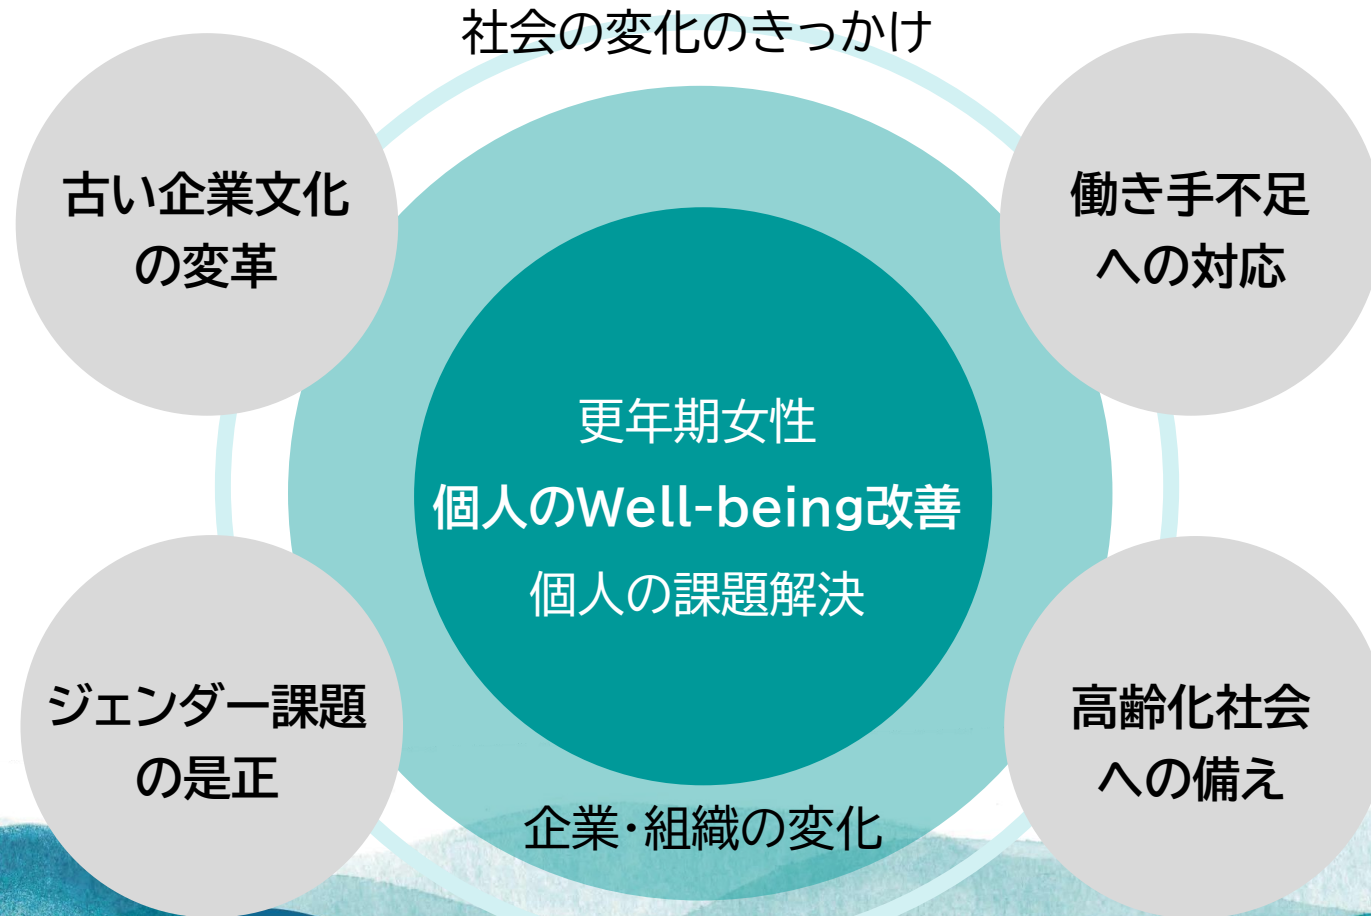 社会の変化のきっかけ
古い企業文化
の変革
働き手不足
への対応
更年期女性
個人のWell-being改善
個人の課題解決
ジェンダー課題
の是正
高齢化社会
への備え
企業・組織の変化